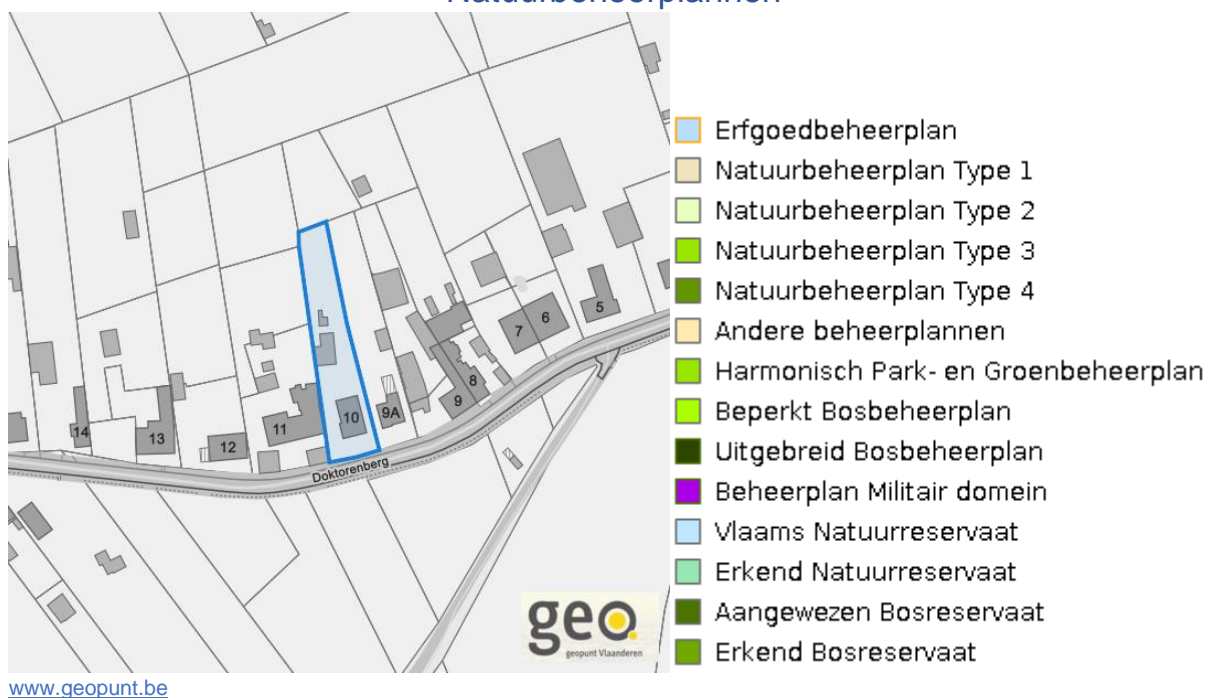 Natuurbeheerplannen
Erfgoedbeheerplan
Natuurbeheerplan Type 1
Natuurbeheerplan Type 2
Natuurbeheerplan Type 3
Natuurbeheerplan Type 4
Andere beheerplannen
Harmonisch Park- en Groenbeheerplan
Beperkt Bosbeheerplan
Uitgebreid Bosbeheerplan
Beheerplan Militair domein
Vlaams Natuurreservaat
Erkend Natuurreservaat
Aangewezen Bosreservaat
Erkend Bosreservaat
5
6
7
8
9
9A
10
11
12
13
14
Doktorenberg
geo
geopunt Vlaanderen
www.geopunt.be